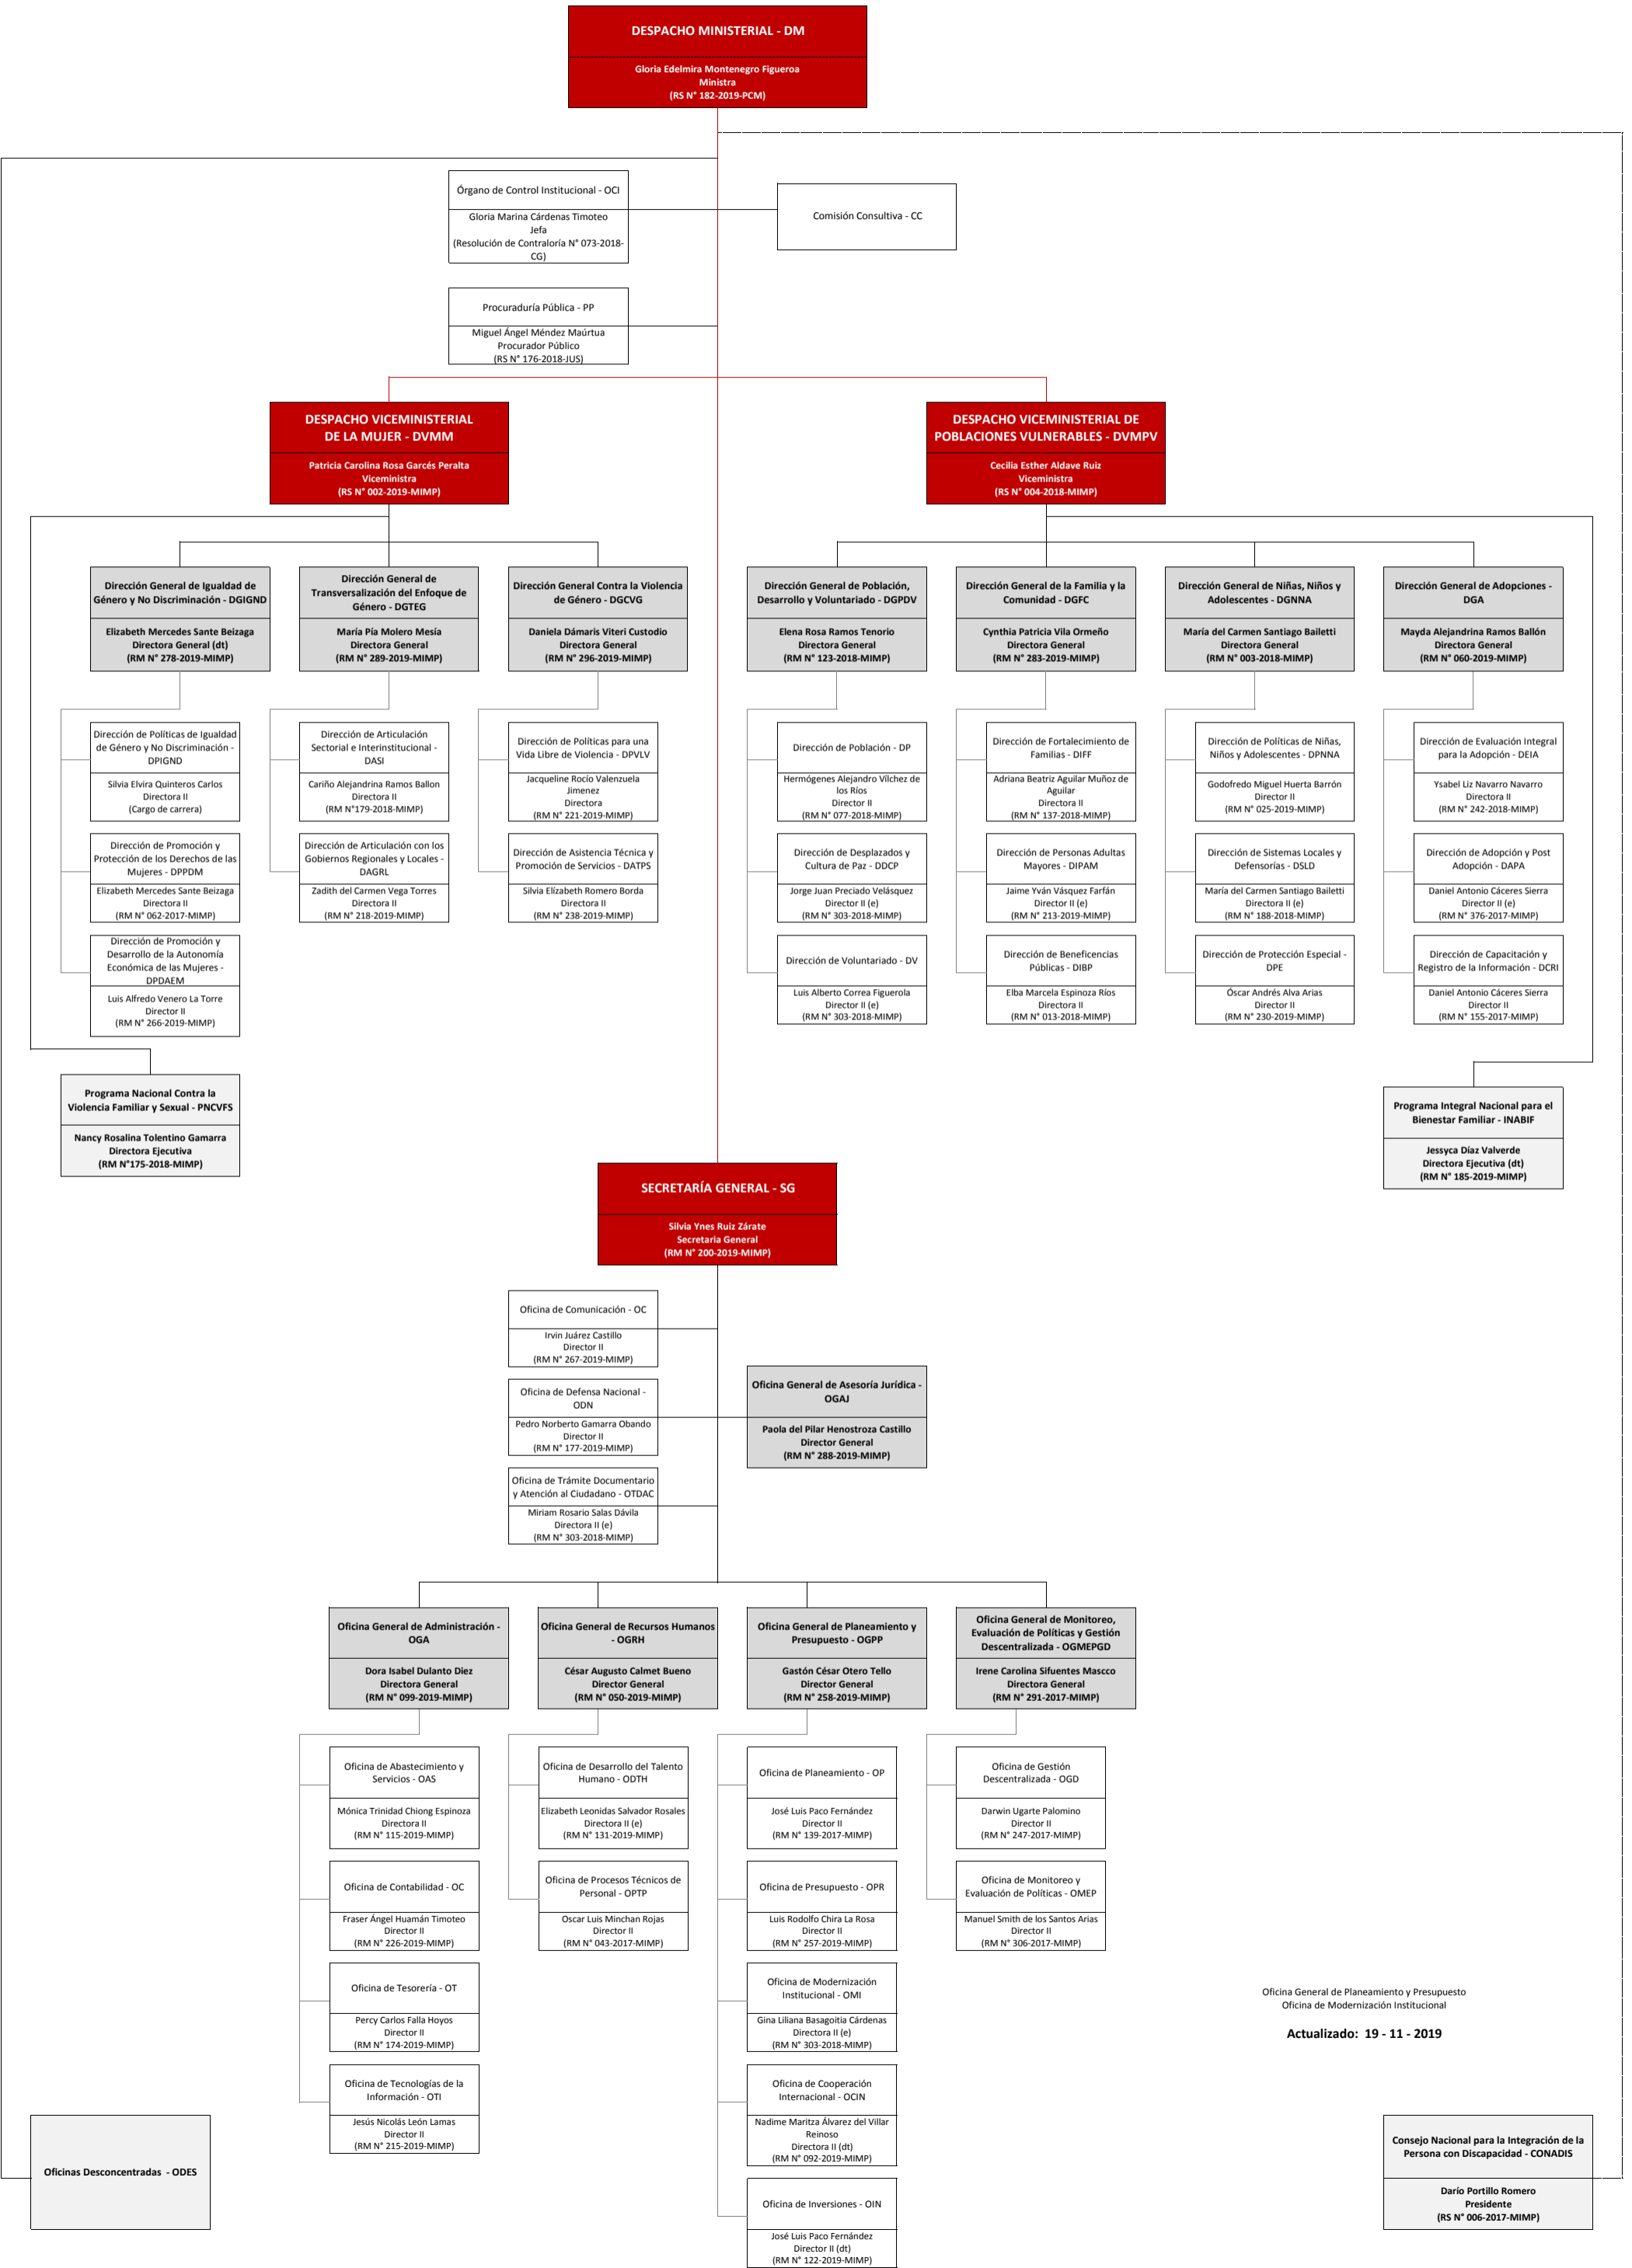 DESPACHO MINISTERIAL - DM
Gloria Edelmira Montenegro Figueroa
Ministra
(RS N° 182-2019-PCM)
Órgano de Control Institucional - OCI
Gloria Marina Cárdenas Timoteo
Jefa
(Resolución de Contraloría N° 073-2018-
CG)
Comisión Consultiva - CC
Procuraduría Pública - PP
Miguel Ángel Méndez Maúrtua
Procurador Público
(RS N° 176-2018-JUS)
DESPACHO VICEMINISTERIAL
DE LA MUJER - DVMM
Patricia Carolina Rosa Garcés Peralta
Viceministra
(RS N° 002-2019-MIMP)
DESPACHO VICEMINISTERIAL DE
POBLACIONES VULNERABLES - DVMPV
Cecilia Esther Aldave Ruiz
Viceministra
(RS N° 004-2018-MIMP)
Dirección General de Igualdad de
Género y No Discriminación - DGIGND
Elizabeth Mercedes Sante Beizaga
Directora General (dt)
(RM N° 278-2019-MIMP)
Dirección General de
Transversalización del Enfoque de
Género - DGTEG
María Pía Molero Mesía
Directora General
(RM N° 289-2019-MIMP)
Dirección General Contra la Violencia
de Género - DGCVG
Daniela Dámaris Viteri Custodio
Directora General
(RM N° 296-2019-MIMP)
Dirección General de Población,
Desarrollo y Voluntariado - DGPDV
Elena Rosa Ramos Tenorio
Directora General
(RM N° 123-2018-MIMP)
Dirección General de la Familia y la
Comunidad - DGFC
Cynthia Patricia Vila Ormeño
Directora General
(RM N° 283-2019-MIMP)
Dirección General de Niñas, Niños y
Adolescentes - DGNNA
María del Carmen Santiago Bailetti
Directora General
(RM N° 003-2018-MIMP)
Dirección General de Adopciones -
DGA
Mayda Alejandrina Ramos Ballón
Directora General
(RM N° 060-2019-MIMP)
Dirección de Políticas de Igualdad
de Género y No Discriminación -
DPIGND
Silvia Elvira Quinteros Carlos
Directora II
(Cargo de carrera)
Dirección de Articulación
Sectorial e Interinstitucional -
DASI
Cariño Alejandrina Ramos Ballon
Directora II
(RM N°179-2018-MIMP)
Dirección de Políticas para una
Vida Libre de Violencia - DPVLV
Jacqueline Rocío Valenzuela
Jimenez
Directora
(RM N° 221-2019-MIMP)
Dirección de Población - DP
Hermógenes Alejandro Vílchez de
los Ríos
Director II
(RM N° 077-2018-MIMP)
Dirección de Fortalecimiento de
Familias - DIFF
Adriana Beatriz Aguilar Muñoz de
Aguilar
Directora II
(RM N° 137-2018-MIMP)
Dirección de Políticas de Niñas,
Niños y Adolescentes - DPNNA
Godofredo Miguel Huerta Barrón
Director II
(RM N° 025-2019-MIMP)
Dirección de Evaluación Integral
para la Adopción - DEIA
Ysabel Liz Navarro Navarro
Directora II
(RM N° 242-2018-MIMP)
Dirección de Promoción y
Protección de los Derechos de las
Mujeres - DPPDM
Elizabeth Mercedes Sante Beizaga
Directora II
(RM N° 062-2017-MIMP)
Dirección de Articulación con los
Gobiernos Regionales y Locales -
DAGRL
Zadith del Carmen Vega Torres
Directora II
(RM N° 218-2019-MIMP)
Dirección de Asistencia Técnica y
Promoción de Servicios - DATPS
Silvia Elízabeth Romero Borda
Directora II
(RM N° 238-2019-MIMP)
Dirección de Desplazados y
Cultura de Paz - DDCP
Jorge Juan Preciado Velásquez
Director II (e)
(RM N° 303-2018-MIMP)
Dirección de Personas Adultas
Mayores - DIPAM
Jaime Yván Vásquez Farfán
Director II (e)
(RM N° 213-2019-MIMP)
Dirección de Sistemas Locales y
Defensorías - DSLD
María del Carmen Santiago Bailetti
Directora II (e)
(RM N° 188-2018-MIMP)
Dirección de Adopción y Post
Adopción - DAPA
Daniel Antonio Cáceres Sierra
Director II (e)
(RM N° 376-2017-MIMP)
Dirección de Promoción y
Desarrollo de la Autonomía
Económica de las Mujeres -
DPDAEM
Luis Alfredo Venero La Torre
Director II
(RM N° 266-2019-MIMP)
Dirección de Voluntariado - DV
Luis Alberto Correa Figuerola
Director II (e)
(RM N° 303-2018-MIMP)
Dirección de Beneficencias
Públicas - DIBP
Elba Marcela Espinoza Ríos
Directora II
(RM N° 013-2018-MIMP)
Dirección de Protección Especial -
DPE
Óscar Andrés Alva Arias
Director II
(RM N° 230-2019-MIMP)
Dirección de Capacitación y
Registro de la Información - DCRI
Daniel Antonio Cáceres Sierra
Director II
(RM N° 155-2017-MIMP)
Programa Nacional Contra la
Violencia Familiar y Sexual - PNCVFS
Nancy Rosalina Tolentino Gamarra
Directora Ejecutiva
(RM N°175-2018-MIMP)
Programa Integral Nacional para el
Bienestar Familiar - INABIF
Jessyca Díaz Valverde
Directora Ejecutiva (dt)
(RM N° 185-2019-MIMP)
SECRETARÍA GENERAL - SG
Silvia Ynes Ruiz Zárate
Secretaria General
(RM N° 200-2019-MIMP)
Oficina de Comunicación - OC
Irvin Juárez Castillo
Director II
(RM N° 267-2019-MIMP)
Oficina de Defensa Nacional -
ODN
Pedro Norberto Gamarra Obando
Director II
(RM N° 177-2019-MIMP)
Oficina General de Asesoría Jurídica -
OGAJ
Paola del Pilar Henostroza Castillo
Director General
(RM N° 288-2019-MIMP)
Oficina de Trámite Documentario
y Atención al Ciudadano - OTDAC
Miriam Rosario Salas Dávila
Directora II (e)
(RM N° 303-2018-MIMP)
Oficina General de Administración -
OGA
Dora Isabel Dulanto Diez
Directora General
(RM N° 099-2019-MIMP)
Oficina General de Recursos Humanos
- OGRH
César Augusto Calmet Bueno
Director General
(RM N° 050-2019-MIMP)
Oficina General de Planeamiento y
Presupuesto - OGPP
Gastón César Otero Tello
Director General
(RM N° 258-2019-MIMP)
Oficina General de Monitoreo,
Evaluación de Políticas y Gestión
Descentralizada - OGMEPGD
Irene Carolina Sifuentes Mascco
Directora General
(RM N° 291-2017-MIMP)
Oficina de Abastecimiento y
Servicios - OAS
Mónica Trinidad Chiong Espinoza
Directora II
(RM N° 115-2019-MIMP)
Oficina de Desarrollo del Talento
Humano - ODTH
Elizabeth Leonidas Salvador Rosales
Directora II (e)
(RM N° 131-2019-MIMP)
Oficina de Planeamiento - OP
José Luis Paco Fernández
Director II
(RM N° 139-2017-MIMP)
Oficina de Gestión
Descentralizada - OGD
Darwin Ugarte Palomino
Director II
(RM N° 247-2017-MIMP)
Oficina de Contabilidad - OC
Fraser Ángel Huamán Timoteo
Director II
(RM N° 226-2019-MIMP)
Oficina de Procesos Técnicos de
Personal - OPTP
Oscar Luis Minchan Rojas
Director II
(RM N° 043-2017-MIMP)
Oficina de Presupuesto - OPR
Luis Rodolfo Chira La Rosa
Director II
(RM N° 257-2019-MIMP)
Oficina de Monitoreo y
Evaluación de Políticas - OMEP
Manuel Smith de los Santos Arias
Director II
(RM N° 306-2017-MIMP)
Oficina de Tesorería - OT
Percy Carlos Falla Hoyos
Director II
(RM N° 174-2019-MIMP)
Oficina de Modernización
Institucional - OMI
Gina Liliana Basagoitia Cárdenas
Directora II (e)
(RM N° 303-2018-MIMP)
Oficina General de Planeamiento y Presupuesto
Oficina de Modernización Institucional
Actualizado: 19 - 11 - 2019
Oficina de Tecnologías de la
Información - OTI
Jesús Nicolás León Lamas
Director II
(RM N° 215-2019-MIMP)
Oficina de Cooperación
Internacional - OCIN
Nadime Maritza Álvarez del Villar
Reinoso
Directora II (dt)
(RM N° 092-2019-MIMP)
Oficinas Desconcentradas - ODES
Consejo Nacional para la Integración de la
Persona con Discapacidad - CONADIS
Darío Portillo Romero
Presidente
(RS N° 006-2017-MIMP)
Oficina de Inversiones - OIN
José Luis Paco Fernández
Director II (dt)
(RM N° 122-2019-MIMP)